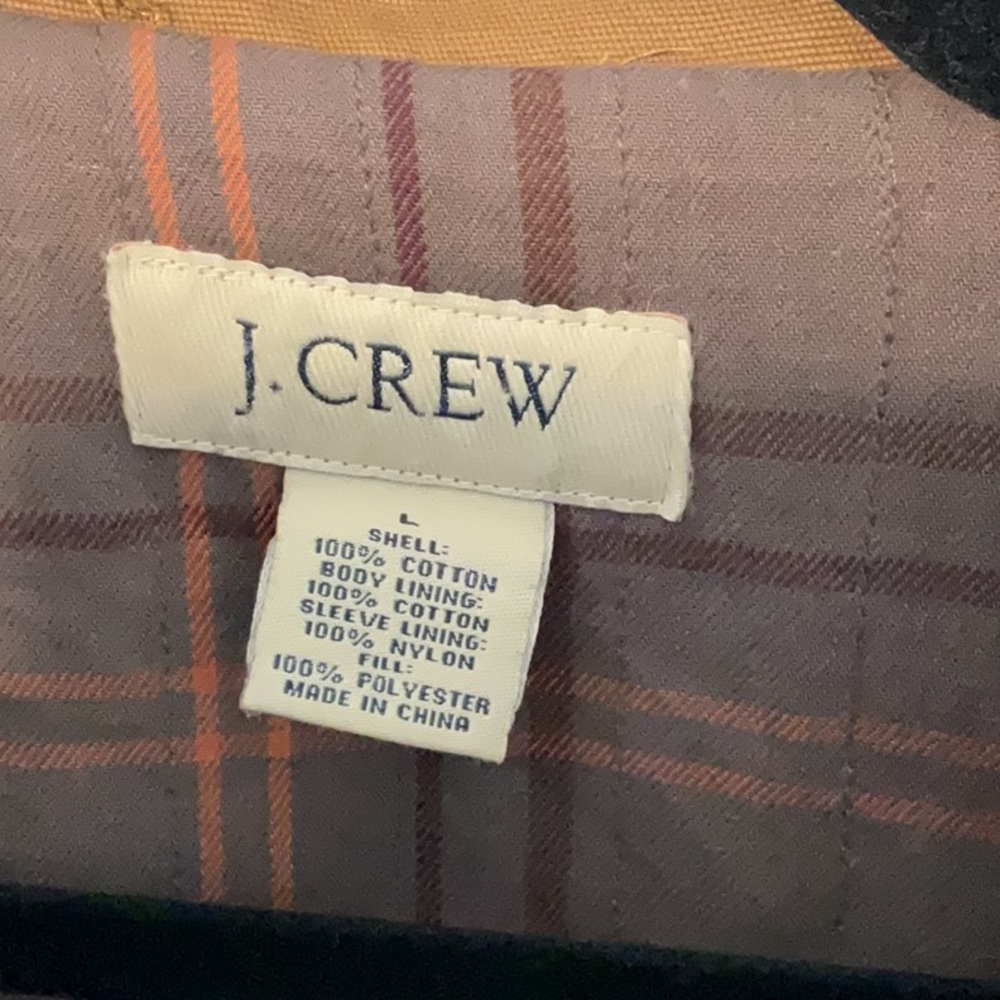 J.CREW
L
SHELL:
100% COTTON
BODY LINING:
100% COTTON
SLEEVE LINING:
100% NYLON
FILL:
100% POLYESTER
MADE IN CHINA